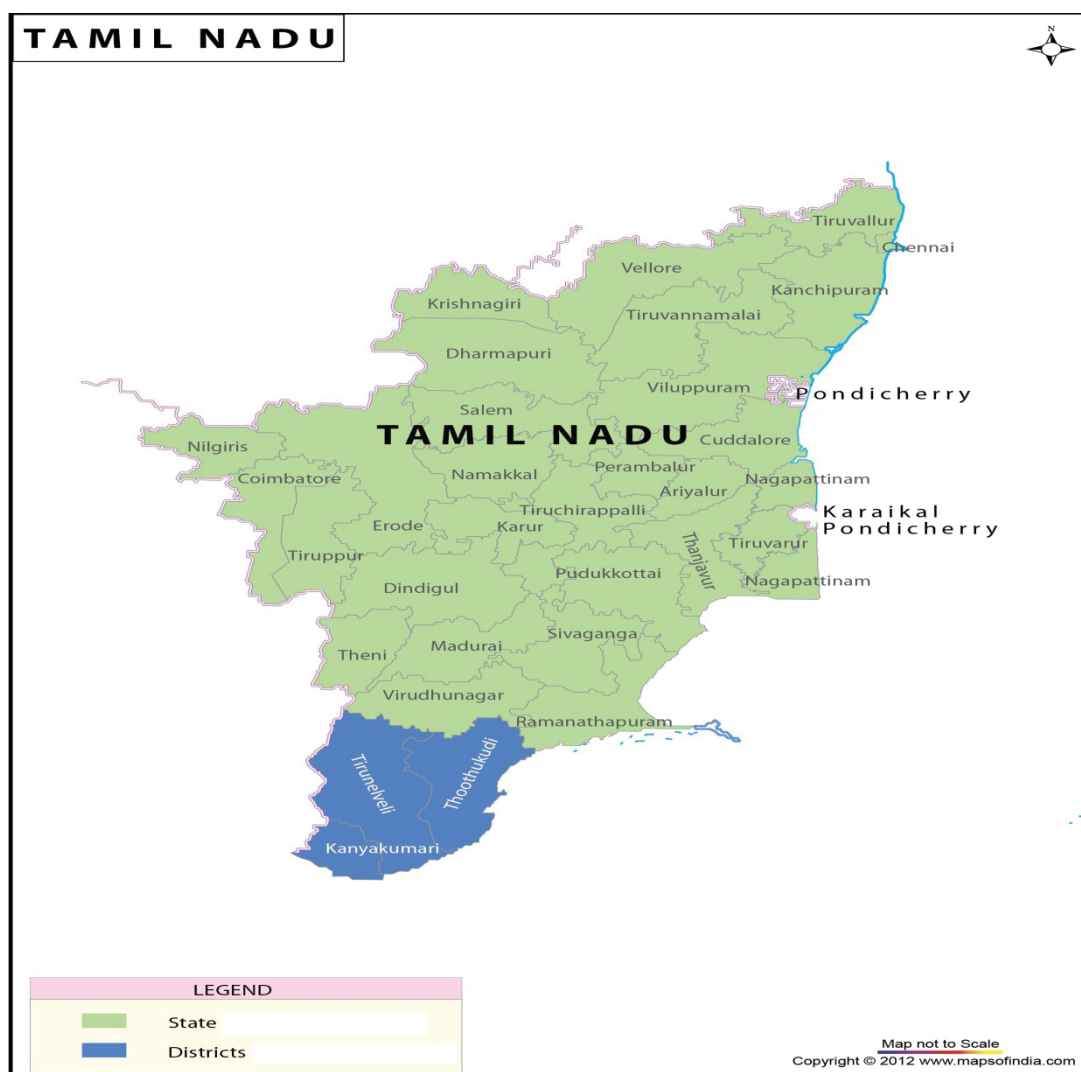 TAMIL NADU
N
Tiruvallur
Chennai
Vellore
Kanchipuram
Krishnagiri
Tiruvannamalai
Dharmapuri
Viluppuram
Pondicherry
Salem
TAMIL NADU
Cuddalore
Nilgiris
Perambalur
Coimbatore
Namakkal
Nagapattinam
Ariyalur
Tiruchirappalli
Karaikal
Pondicherry
Erode
Karur
Tiruvarur
Tiruppur
Thanjavur
Pudukkottai
Nagapattinam
Dindigul
Sivaganga
Madurai
Theni
Virudhunagar
Ramanathapuram
Tirunelveli
Thoothukudi
Kanyakumari
LEGEND
State
Districts
Map not to Scale
Copyright © 2012 www.mapsofindia.com